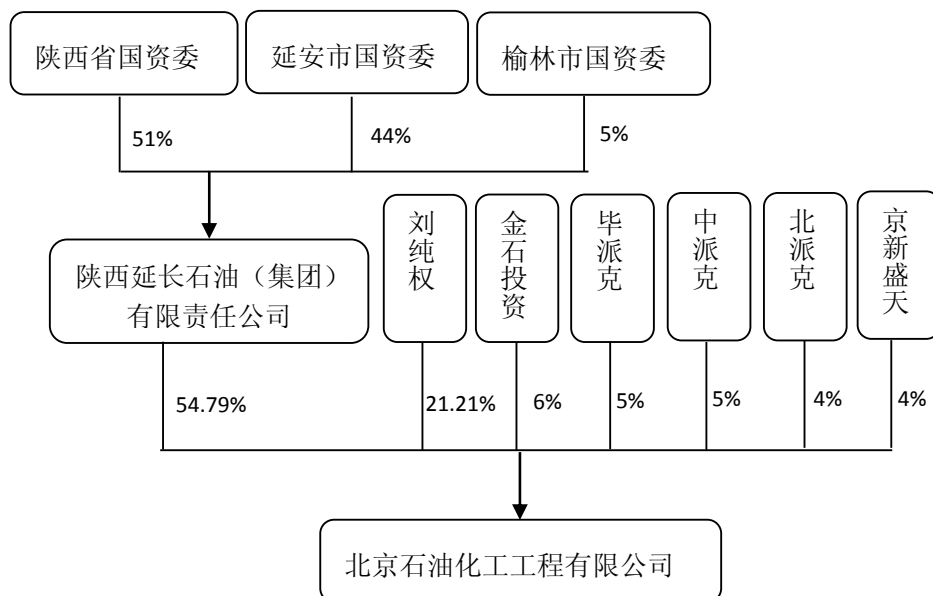 陕西省国资委
延安市国资委
榆林市国资委
51%
44%
5%
刘纯权
金石投资
毕派克
中派克
北派克
京新盛天
陕西延长石油（集团）
有限责任公司
54.79%
21.21%
6%
5%
5%
4%
4%
北京石油化工工程有限公司